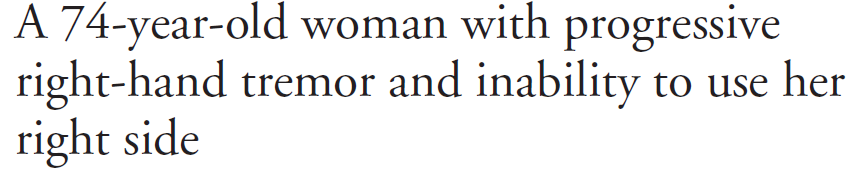 A 74-year-old woman with progressive
right-hand tremor and inability to use her
right side